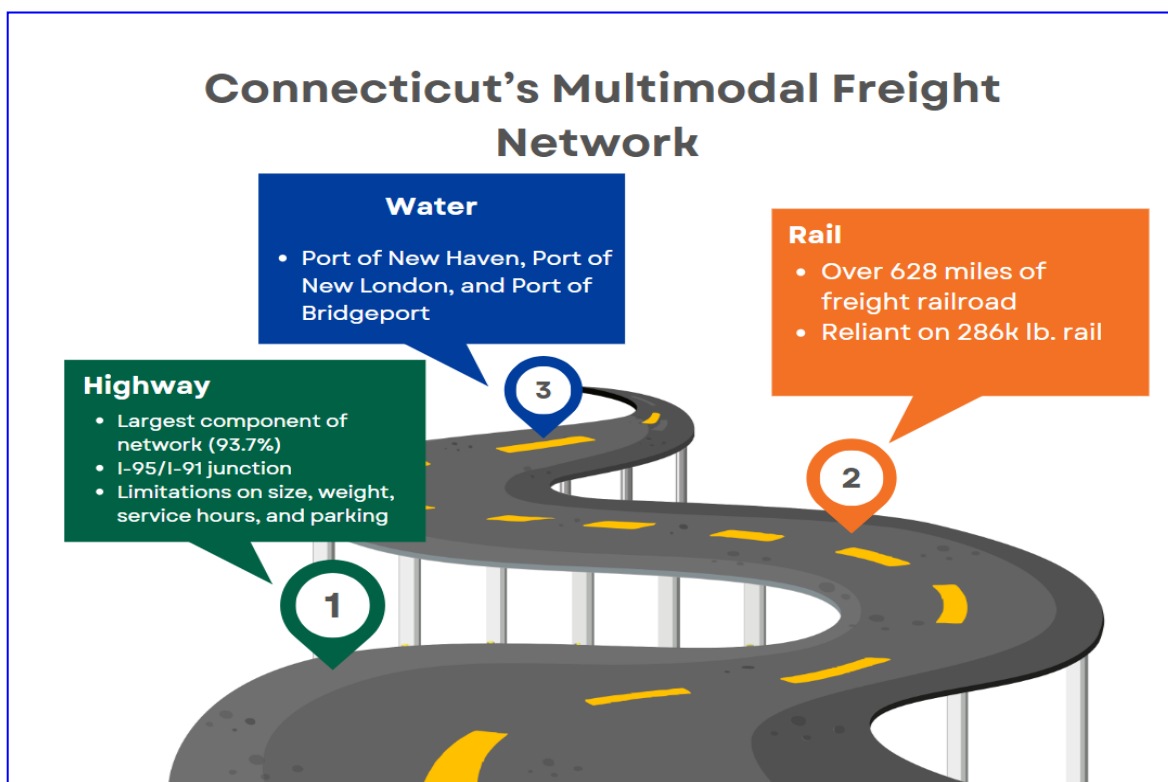 Connecticut’s Multimodal Freight
Network
Highway
• Largest component of
network (93.7%)
• I-95/I-91 junction
• Limitations on size, weight,
service hours, and parking
1
Rail
• Over 628 miles of
freight railroad
• Reliant on 286k lb. rail
2
Water
• Port of New Haven, Port of
New London, and Port of
Bridgeport
3